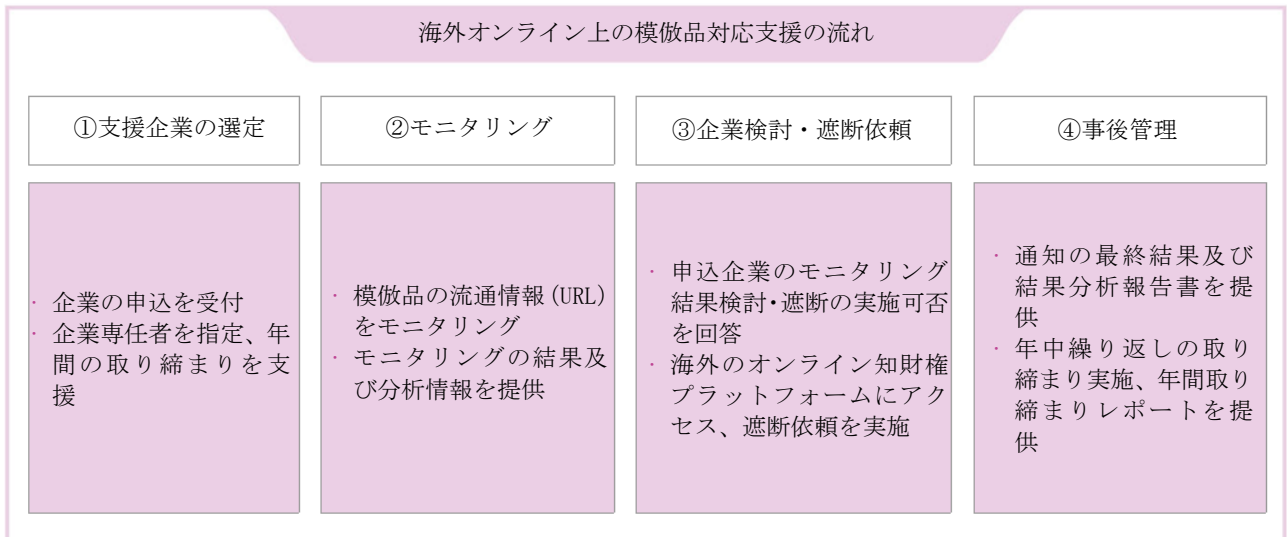 海外オンライン上の模倣品対応支援の流れ
①支援企業の選定
②モニタリング
③企業検討・遮断依頼
④事後管理
· 企業の申込を受付
· 企業専任者を指定、年
間の取り締まりを支
援
· 模倣品の流通情報(URL)
をモニタリング
· モニタリングの結果及
び分析情報を提供
· 申込企業のモニタリング
結果検討・遮断の実施可否
を回答
· 海外のオンライン知財権
プラットフォームにアク
セス、遮断依頼を実施
· 通知の最終結果及び
結果分析報告書を提
供
· 年中繰り返しの取り
締まり実施、年間取り
締まりレポートを提
供